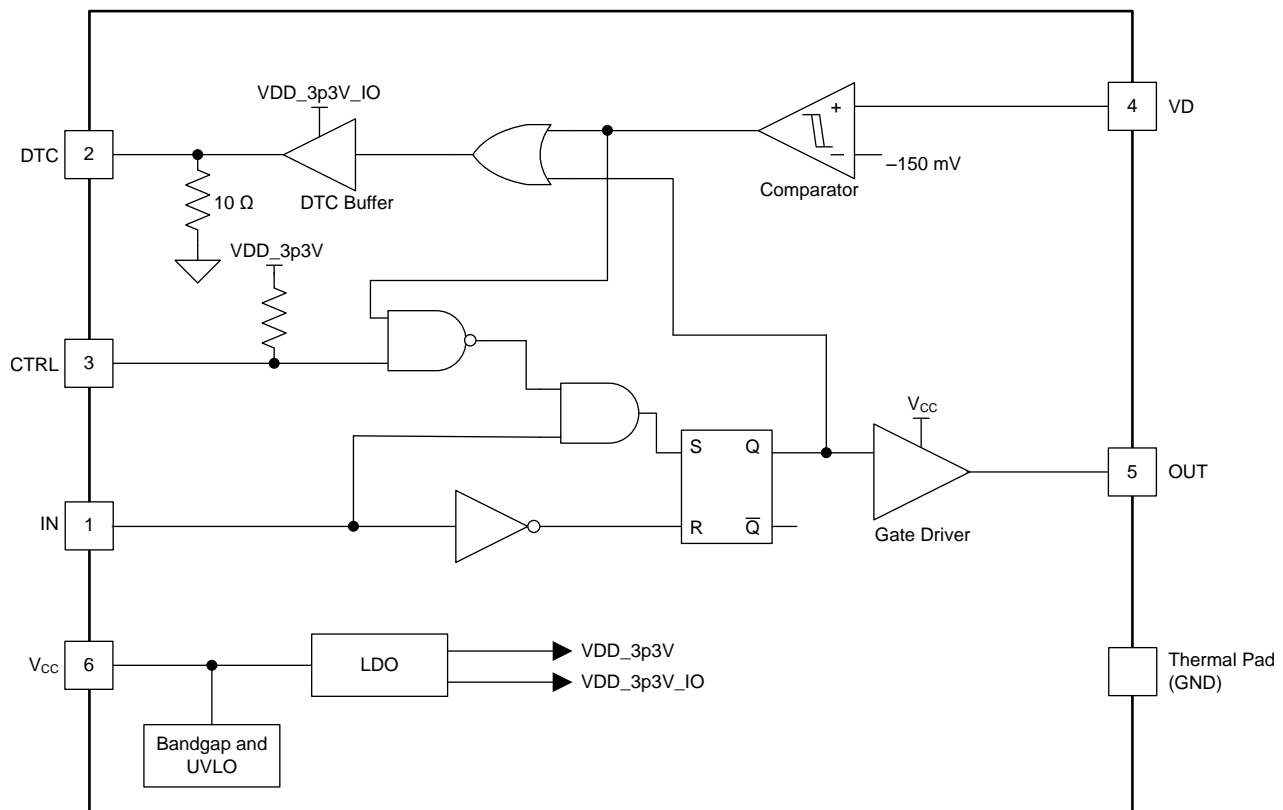 VDD_3p3V_IO
4
VD
+
DTC
2
–
–150 mV
Comparator
DTC Buffer
10 Ω
VDD_3p3V
CTRL
3
VCC
S
Q
5
OUT
IN
1
R
Q
Gate Driver
VCC
6
LDO
VDD_3p3V
VDD_3p3V_IO
Thermal Pad
(GND)
Bandgap and
UVLO